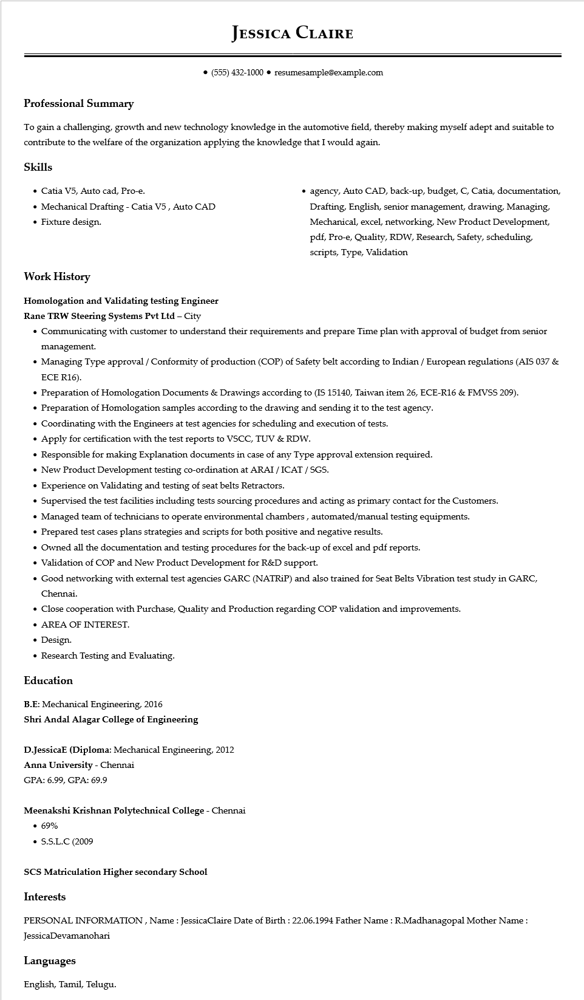 Jessica Claire
• (555) 432-1000 • resumesample@example.com
Professional Summary
To gain a challenging, growth and new technology knowledge in the automotive field, thereby making myself adept and suitable to
contribute to the welfare of the organization applying the knowledge that I would again.
Skills
• Catia V5, Auto cad, Pro-e.
• Mechanical Drafting - Catia V5 , Auto CAD
• Fixture design.
• agency, Auto CAD, back-up, budget, C, Catia, documentation,
Drafting, English, senior management, drawing, Managing,
Mechanical, excel, networking, New Product Development,
pdf, Pro-e, Quality, RDW, Research, Safety, scheduling,
scripts, Type, Validation
Work History
Homologation and Validating testing Engineer
Rane TRW Steering Systems Pvt Ltd – City
• Communicating with customer to understand their requirements and prepare Time plan with approval of budget from senior
management.
• Managing Type approval / Conformity of production (COP) of Safety belt according to Indian / European regulations (AIS 037 &
ECE R16).
• Preparation of Homologation Documents & Drawings according to (IS 15140, Taiwan item 26, ECE-R16 & FMVSS 209).
• Preparation of Homologation samples according to the drawing and sending it to the test agency.
• Coordinating with the Engineers at test agencies for scheduling and execution of tests.
• Apply for certification with the test reports to VSCC, TUV & RDW.
• Responsible for making Explanation documents in case of any Type approval extension required.
• New Product Development testing co-ordination at ARAI / ICAT / SGS.
• Experience on Validating and testing of seat belts Retractors.
• Supervised the test facilities including tests sourcing procedures and acting as primary contact for the Customers.
• Managed team of technicians to operate environmental chambers , automated/manual testing equipments.
• Prepared test cases plans strategies and scripts for both positive and negative results.
• Owned all the documentation and testing procedures for the back-up of excel and pdf reports.
• Validation of COP and New Product Development for R&D support.
• Good networking with external test agencies GARC (NATRiP) and also trained for Seat Belts Vibration test study in GARC,
Chennai.
• Close cooperation with Purchase, Quality and Production regarding COP validation and improvements.
• AREA OF INTEREST.
• Design.
• Research Testing and Evaluating.
Education
B.E: Mechanical Engineering, 2016
Shri Andal Alagar College of Engineering
D.JessicaE (Diploma: Mechanical Engineering, 2012
Anna University - Chennai
GPA: 6.99, GPA: 69.9
Meenakshi Krishnan Polytechnical College - Chennai
• 69%
• S.S.L.C (2009
SCS Matriculation Higher secondary School
Interests
PERSONAL INFORMATION , Name : JessicaClaire Date of Birth : 22.06.1994 Father Name : R.Madhanagopal Mother Name :
JessicaDevamanohari
Languages
English, Tamil, Telugu.